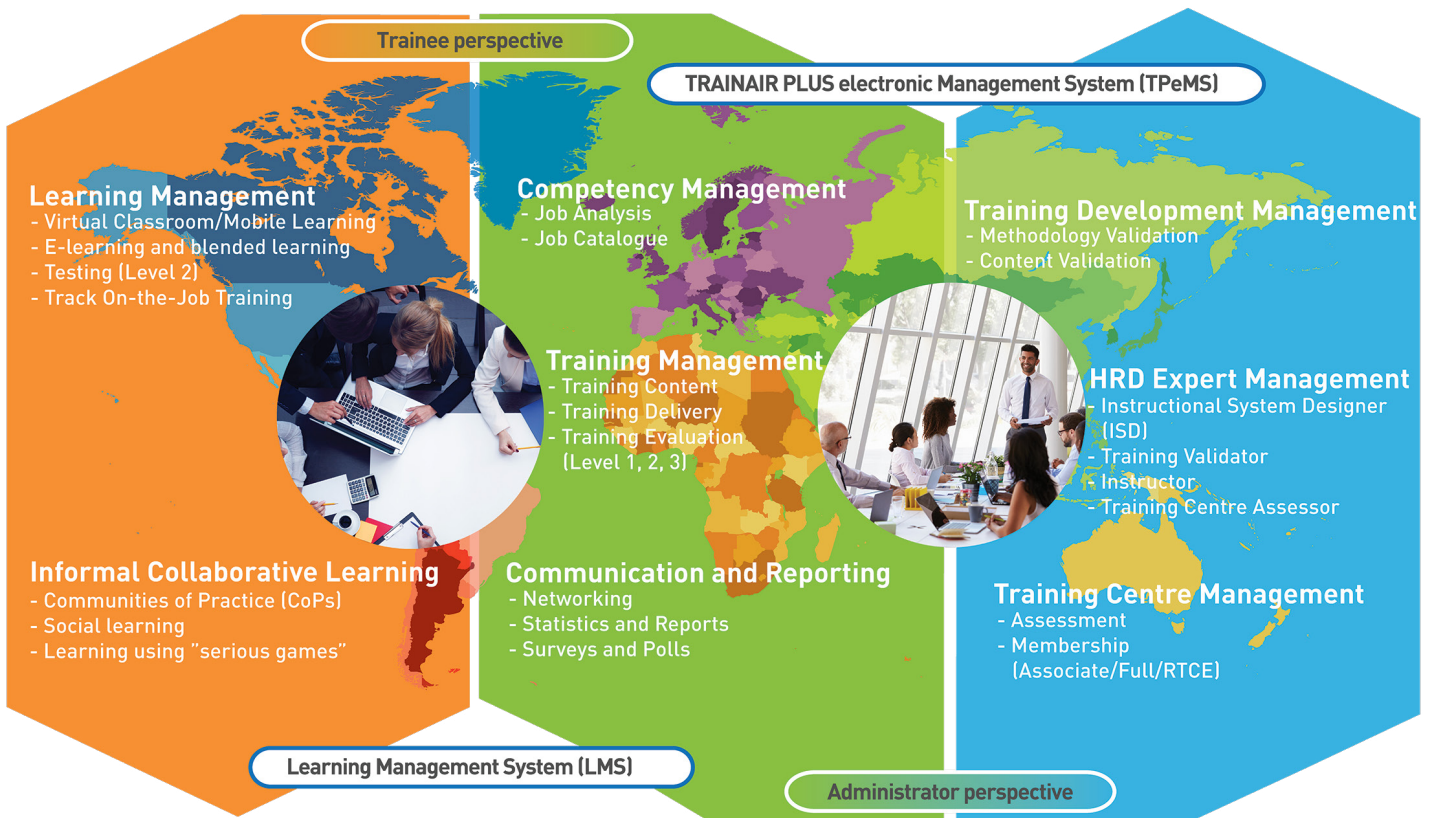 Trainee perspective
TRAINAIR PLUS electronic Management System (TPeMS)
Learning Management
- Virtual Classroom/Mobile Learning
- E-learning and blended learning
- Testing (Level 2)
- Track On-the-Job Training
Informal Collaborative Learning
- Communities of Practice (CoPs)
- Social learning
- Learning using "serious games"
Competency Management
- Job Analysis
- Job Catalogue
Training Management
- Training Content
- Training Delivery
- Training Evaluation
(Level 1, 2, 3)
Communication and Reporting
- Networking
- Statistics and Reports
- Surveys and Polls
Training Development Management
- Methodology Validation
- Content Validation
HRD Expert Management
- Instructional System Designer
(ISD)
- Training Validator
- Instructor
- Training Centre Assessor
Training Centre Management
- Assessment
- Membership
(Associate/Full/RTCE)
Learning Management System (LMS)
Administrator perspective